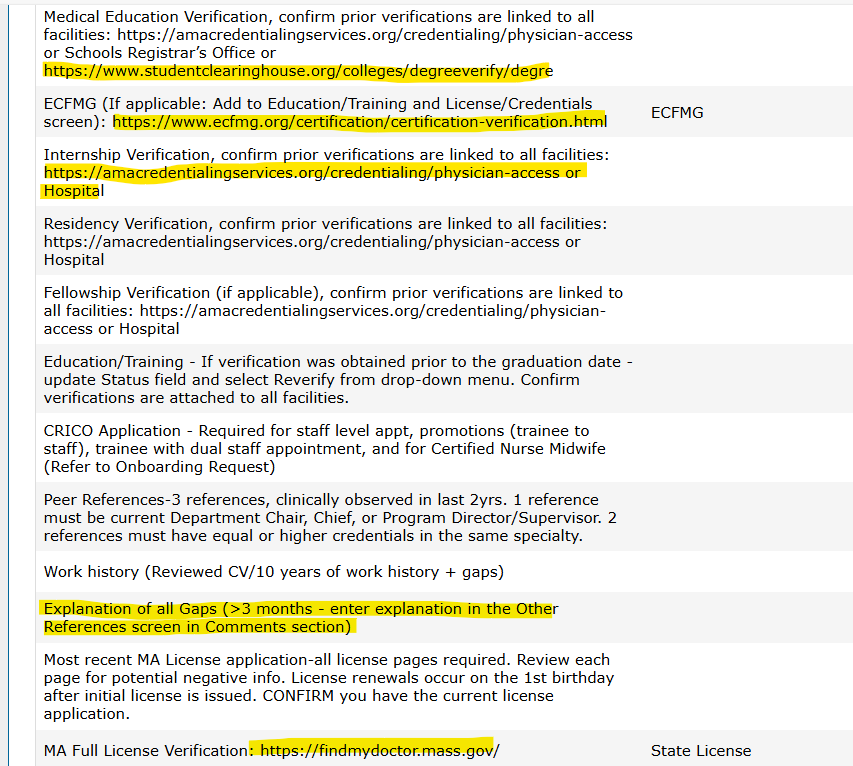 Medical Education Verification, confirm prior verifications are linked to all
facilities: https://amacredentialingservices.org/credentialing/physician-access
or Schools Registrar’s Office or
https://www.studentclearinghouse.org/colleges/degreeverify/degre
ECFMG (If applicable: Add to Education/Training and License/Credentials
screen): https://www.ecfmg.org/certification/certification-verification.html
ECFMG
Internship Verification, confirm prior verifications are linked to all facilities:
https://amacredentialingservices.org/credentialing/physician-access or
Hospital
Residency Verification, confirm prior verifications are linked to all facilities:
https://amacredentialingservices.org/credentialing/physician-access or
Hospital
Fellowship Verification (if applicable), confirm prior verifications are linked to
all facilities: https://amacredentialingservices.org/credentialing/physician-
access or Hospital
Education/Training - If verification was obtained prior to the graduation date -
update Status field and select Reverify from drop-down menu. Confirm
verifications are attached to all facilities.
CRICO Application - Required for staff level appt, promotions (trainee to
staff), trainee with dual staff appointment, and for Certified Nurse Midwife
(Refer to Onboarding Request)
Peer References-3 references, clinically observed in last 2yrs. 1 reference
must be current Department Chair, Chief, or Program Director/Supervisor. 2
references must have equal or higher credentials in the same specialty.
Work history (Reviewed CV/10 years of work history + gaps)
Explanation of all Gaps (>3 months - enter explanation in the Other
References screen in Comments section)
Most recent MA License application-all license pages required. Review each
page for potential negative info. License renewals occur on the 1st birthday
after initial license is issued. CONFIRM you have the current license
application.
MA Full License Verification: https://findmydoctor.mass.gov/
State License